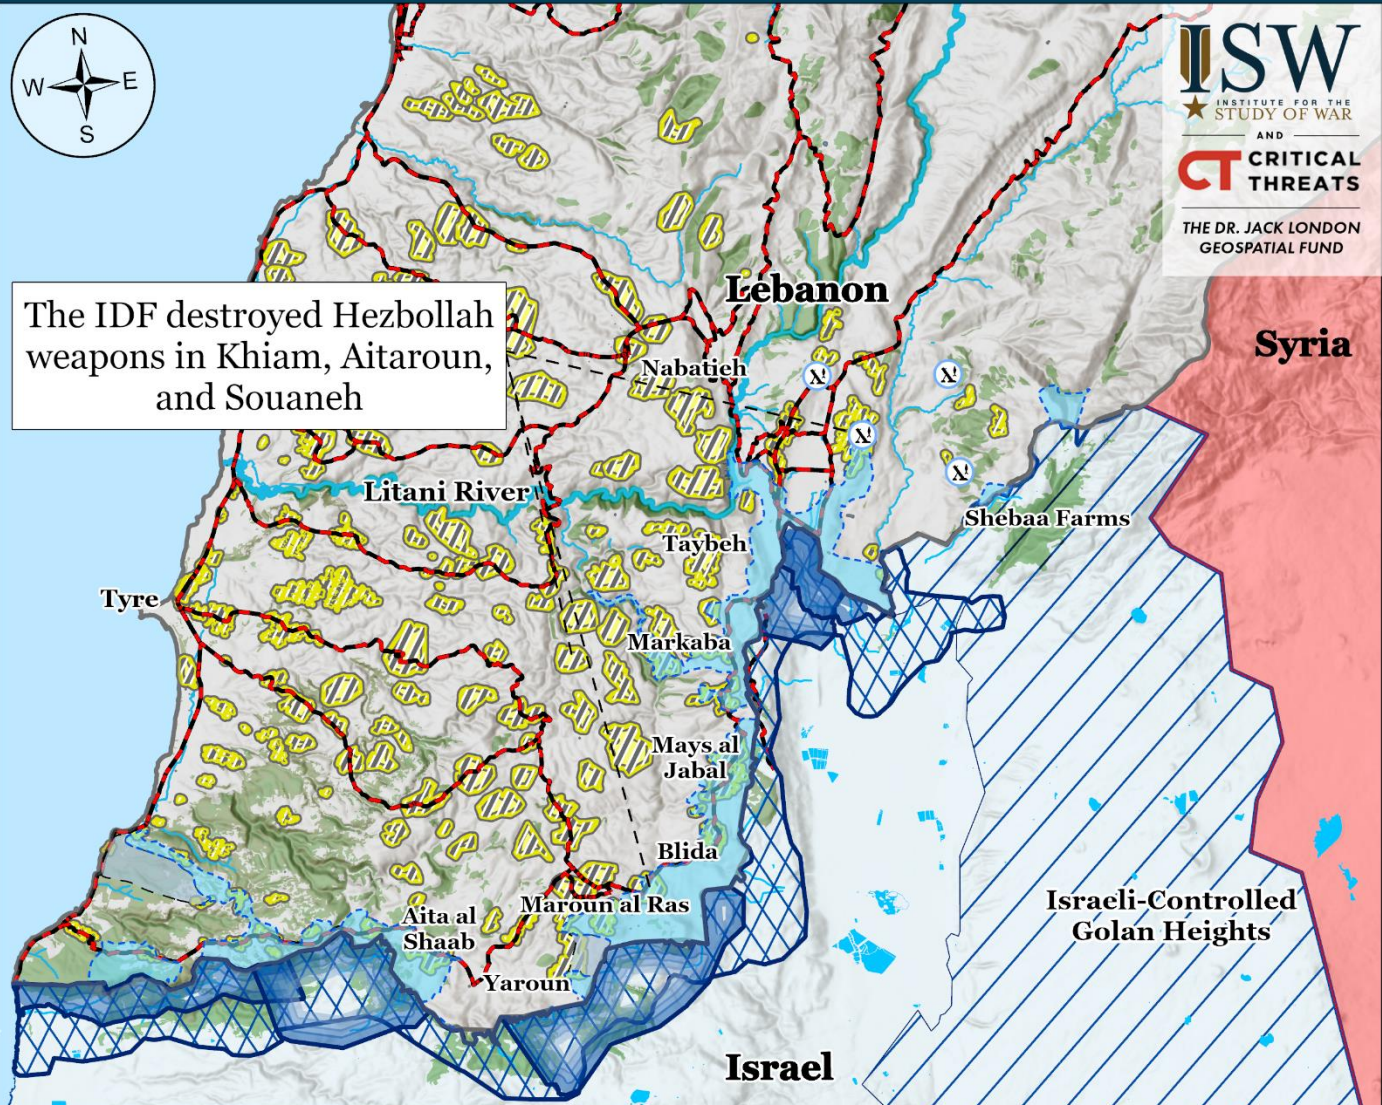 N
W
E
S
ISW
INSTITUTE FOR THE
STUDY OF WAR
AND
CT CRITICAL
THREATS
THE DR. JACK LONDON
GEOSPATIAL FUND
Lebanon
The IDF destroyed Hezbollah
weapons in Khiam, Aitaroun,
and Souaneh
Syria
Nabatieh
Litani River
Shebaa Farms
Taybeh
Tyre
Markaba
Mays al
Jabal
Blida
Maroun al Ras
Aita al
Shaab
Israeli-Controlled
Golan Heights
Yaroun
Israel